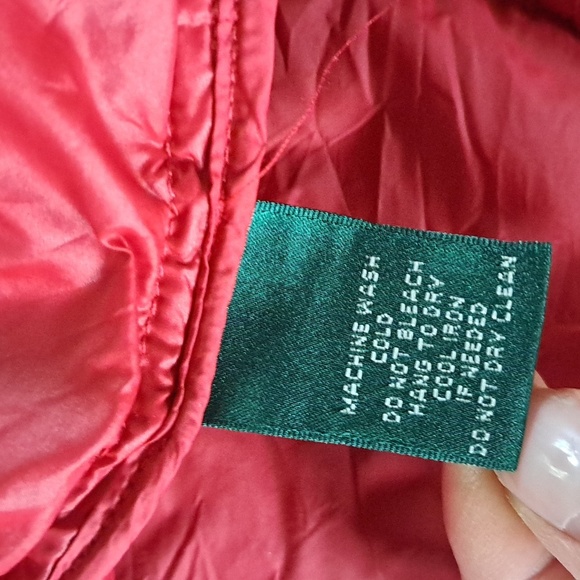 MACHINE WASH
COLD
DO NOT BLEACH
HANG TO DRY
COOL IRON
IF NEEDED
DO NOT DRY CLEAN